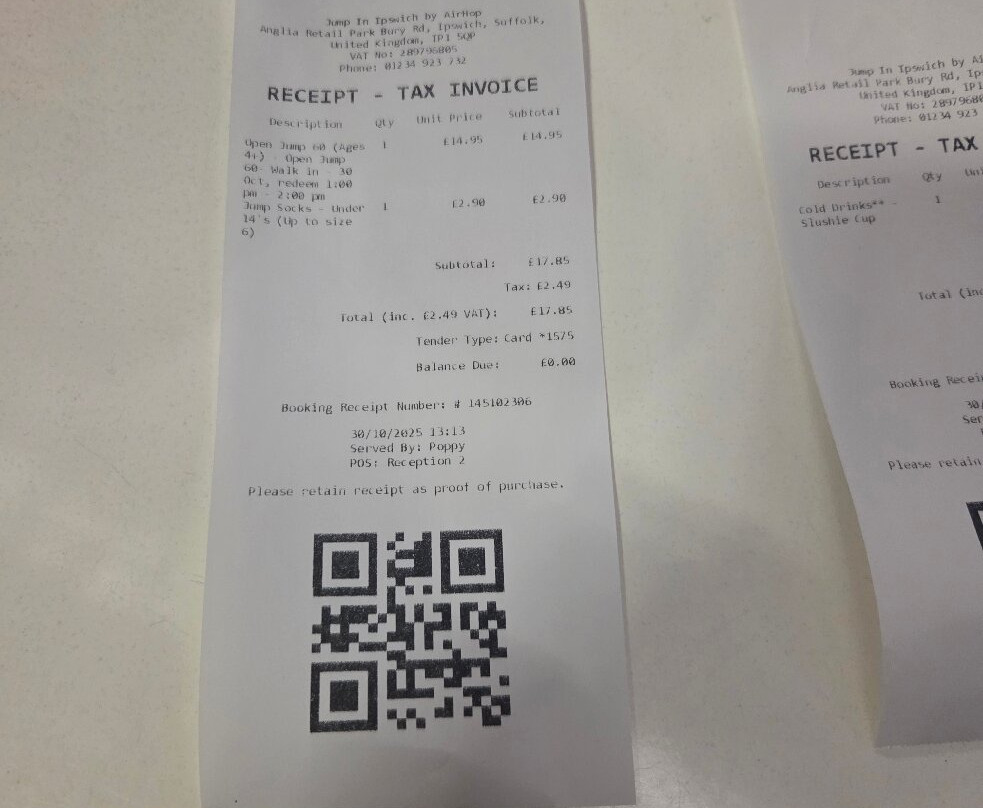 Jump In Ipswich by AirHop
Anglia Retail Park Bury Rd, Ipswich, Suffolk,
United Kingdom, IP1 5QP
VAT No: 289796805
Phone: 01234 923 732
RECEIPT - TAX INVOICE
Description Qty Unit Price Subtotal
Open Jump 60 (Ages 1 £14.95 £14.95
4+) - Open Jump
60- Walk in - 30
Oct, redeem 1:00
pm - 2:00 pm
Jump Socks - Under 1 £2.90 £2.90
14's (Up to size
6)
Subtotal: £17.85
Tax: £2.49
Total (inc. £2.49 VAT): £17.85
Tender Type: Card *1575
Balance Due: £0.00
Booking Receipt Number: # 145102306
30/10/2025 13:13
Served By: Poppy
POS: Reception 2
Please retain receipt as proof of purchase.
Jump In Ipswich by Ai
Anglia Retail Park Bury Rd, Ip
United Kingdom, IP1
VAT No: 2897968
Phone: 01234 923
RECEIPT - TAX
Description Qty Uni
Cold Drinks** - 1
Slushie Cup
Total (inc
Booking Recei
30/
Ser
Please retain